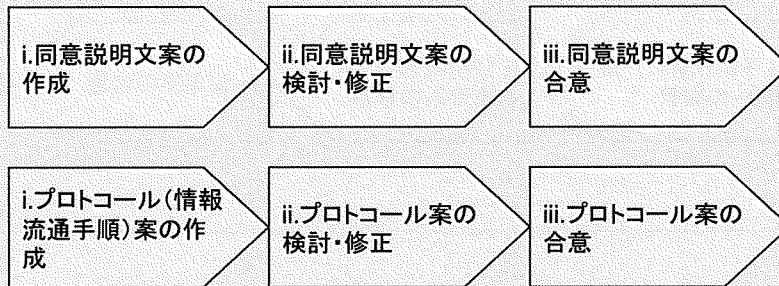 i.同意説明文案の
作成
ii.同意説明文案の
検討・修正
iii.同意説明文案の
合意
i.プロトコール(情報
流通手順)案の作
成
ii.プロトコール案の
検討・修正
iii.プロトコール案の
合意